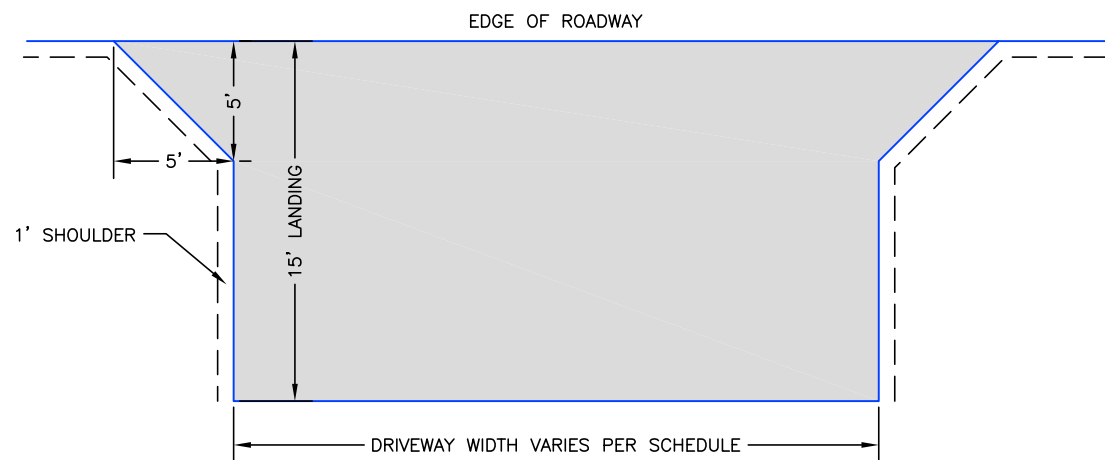 EDGE OF ROADWAY
5'
5'
15' LANDING
1' SHOULDER
DRIVEWAY WIDTH VARIES PER SCHEDULE